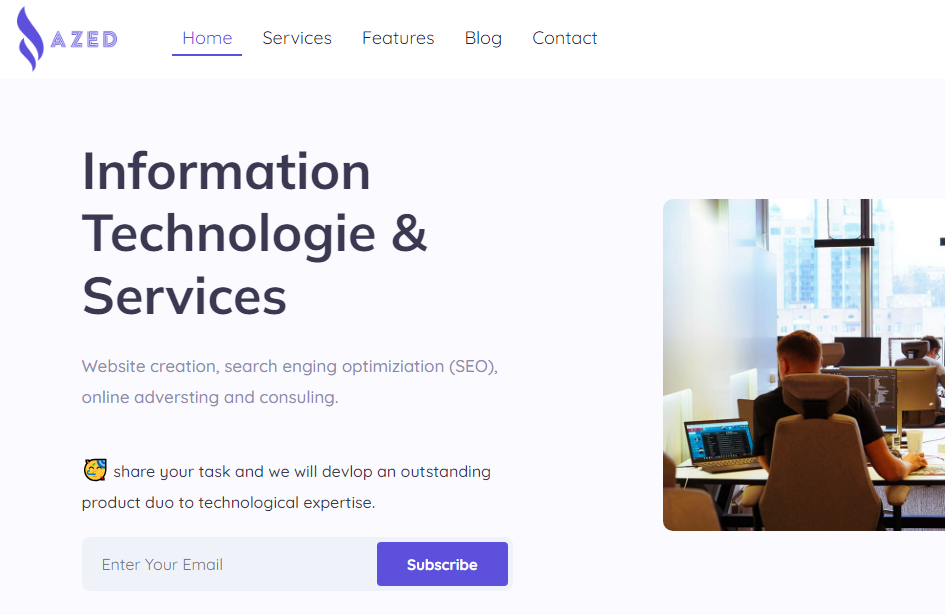 AZED
Home Services Features Blog Contact
Information
Technologie &
Services
Website creation, search enging optimiziation (SEO),
online adversting and consuling.
🥳 share your task and we will devlop an outstanding
product duo to technological expertise.
Enter Your Email Subscribe